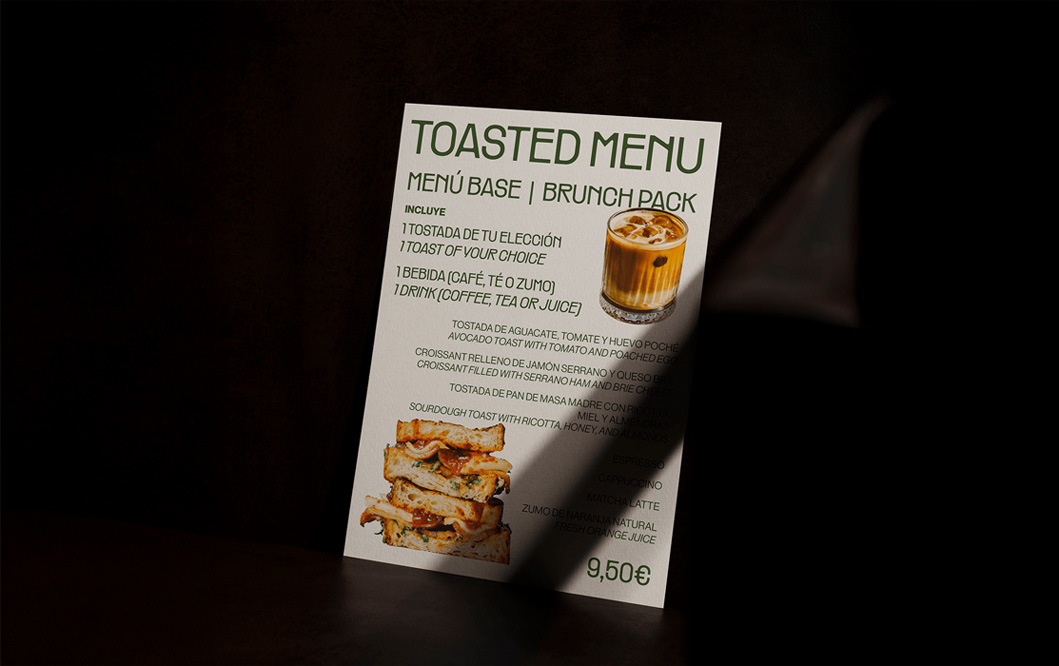 TOASTED MENU
MENÚ BASE | BRUNCH PACK
INCLUYE
1 TOSTADA DE TU ELECCIÓN
1 TOAST OF YOUR CHOICE
1 BEBIDA (CAFÉ, TÉ O ZUMO)
1 DRINK (COFFEE, TEA OR JUICE)
TOSTADA DE AGUACATE, TOMATE Y HUEVO POCHÉ
AVOCADO TOAST WITH TOMATO AND POACHED EGG
CROISSANT RELLENO DE JAMÓN SERRANO Y QUESO
CROISSANT FILLED WITH SERRANO HAM AND BRIE
TOSTADA DE PAN DE MASA MADRE CON
MIEL Y ALMENDRAS
SOURDOUGH TOAST WITH RICOTTA, HONEY, AND ALMONDS
ESPRESSO
CAPPUCCINO
MATCHA LATTE
ZUMO DE NARANJA NATURAL
FRESH ORANGE JUICE
9,50€